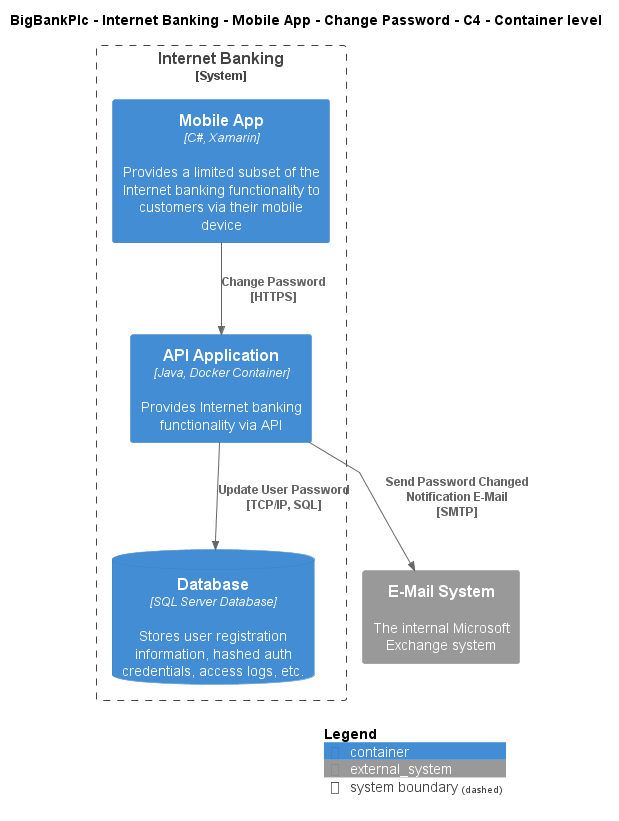 BigBankPlc - Internet Banking - Mobile App - Change Password - C4 - Container level
Internet Banking
[System]
Mobile App
[C#, Xamarin]
Provides a limited subset of the
Internet banking functionality to
customers via their mobile
device
Change Password
[HTTPS]
API Application
[Java, Docker Container]
Provides Internet banking
functionality via API
Update User Password
[TCP/IP, SQL]
Send Password Changed
Notification E-Mail
[SMTP]
Database
[SQL Server Database]
Stores user registration
information, hashed auth
credentials, access logs, etc.
E-Mail System
The internal Microsoft
Exchange system
Legend
container
external_system
system boundary (dashed)